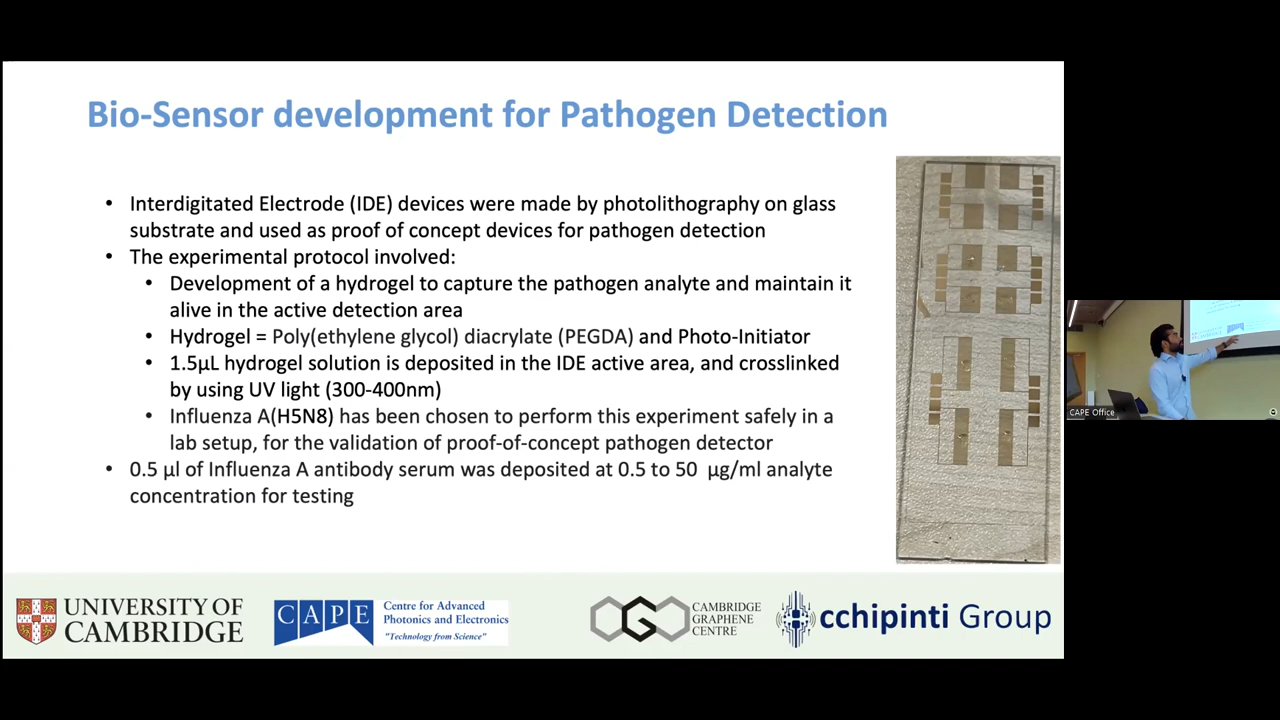 Bio-Sensor development for Pathogen Detection
• Interdigitated Electrode (IDE) devices were made by photolithography on glass
substrate and used as proof of concept devices for pathogen detection
• The experimental protocol involved:
• Development of a hydrogel to capture the pathogen analyte and maintain it
alive in the active detection area
• Hydrogel = Poly(ethylene glycol) diacrylate (PEGDA) and Photo-Initiator
• 1.5µL hydrogel solution is deposited in the IDE active area, and crosslinked
by using UV light (300-400nm)
• Influenza A(H5N8) has been chosen to perform this experiment safely in a
lab setup, for the validation of proof-of-concept pathogen detector
• 0.5 µl of Influenza A antibody serum was deposited at 0.5 to 50 µg/ml analyte
concentration for testing
UNIVERSITY OF
CAMBRIDGE
CAPE
Centre for Advanced
Photonics and Electronics
"Technology from Science"
CAMBRIDGE
GRAPHENE
CENTRE
cchipinti Group
CAPE Office